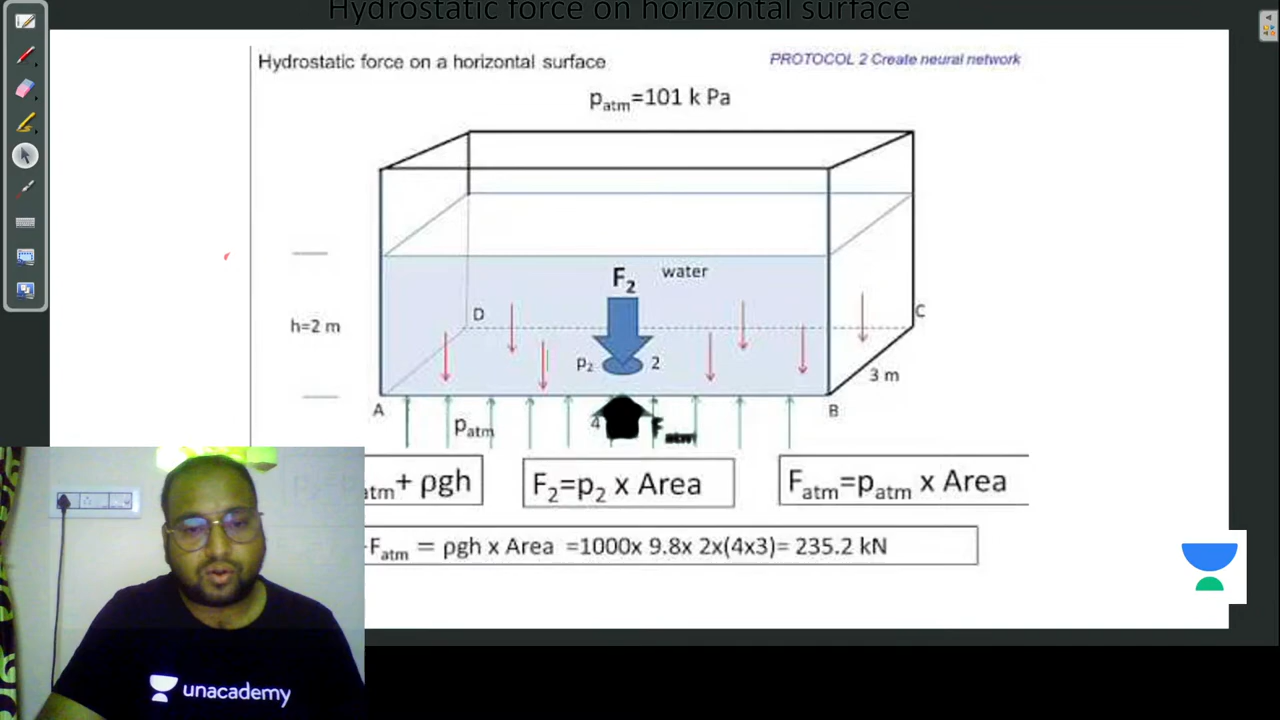 Hydrostatic force on horizontal surface
Hydrostatic force on a horizontal surface
PROTOCOL 2 Create neural network
patm=101 k Pa
F2
water
D
C
h=2 m
p2
2
3 m
A
B
patm
4
Fatm
atm+ ρgh
F2=p2 x Area
Fatm=patm x Area
Fatm = ρgh x Area =1000x 9.8x 2x(4x3)= 235.2 kN
unacademy